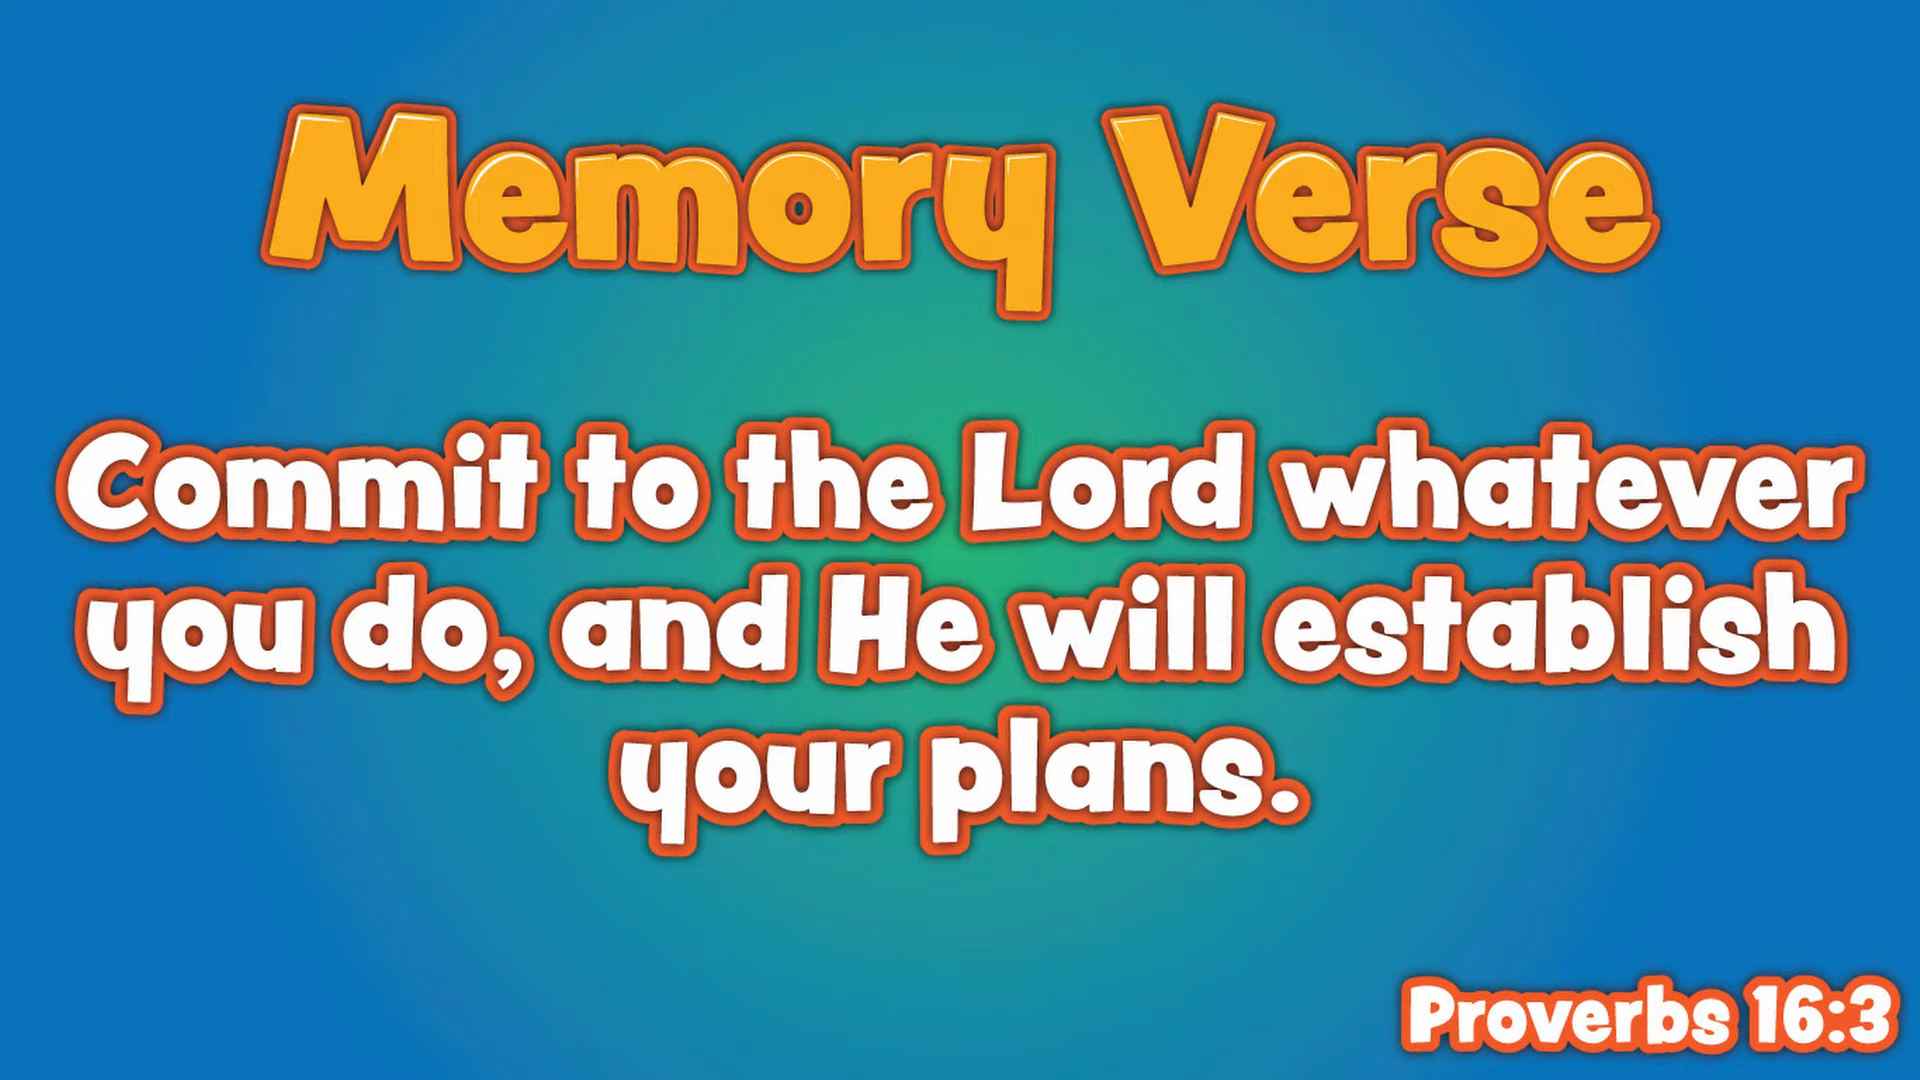 Memory Verse
Commit to the Lord whatever
you do, and He will establish
your plans.
Proverbs 16:3